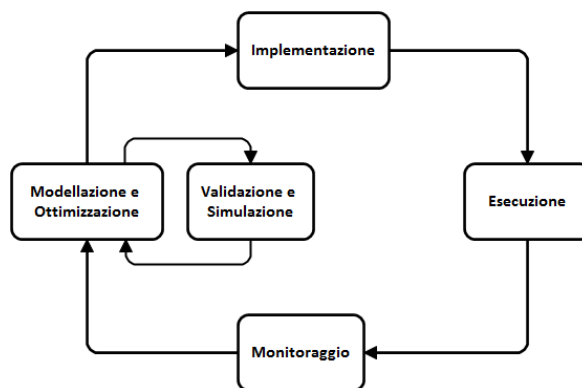 Implementazione
Modellazione e
Ottimizzazione
Validazione e
Simulazione
Esecuzione
Monitoraggio